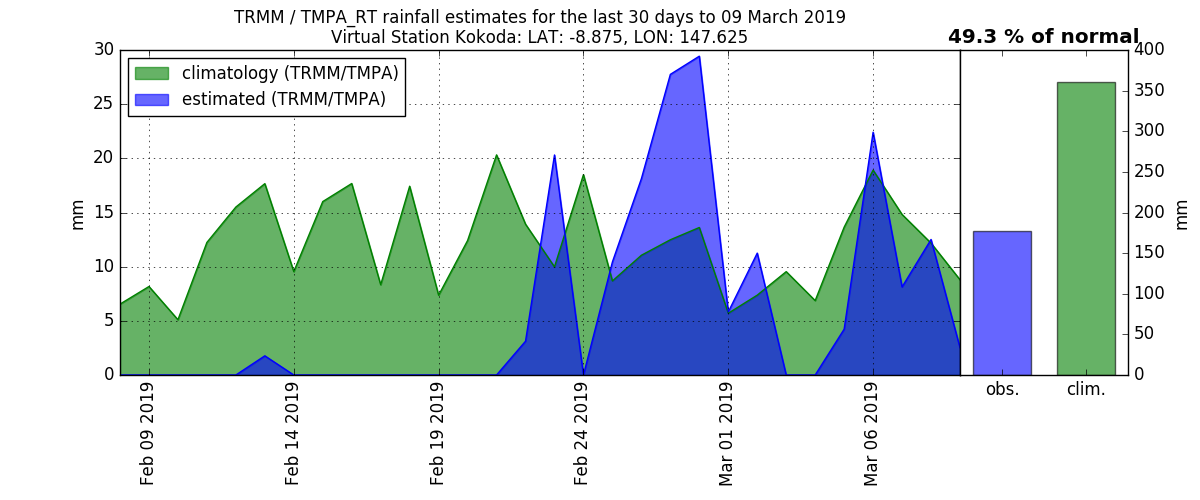 TRMM / TMPA_RT rainfall estimates for the last 30 days to 09 March 2019
Virtual Station Kokoda: LAT: -8.875, LON: 147.625
49.3 % of normal
climatology (TRMM/TMPA)
estimated (TRMM/TMPA)
30
25
20
15
10
5
0
mm
Feb 09 2019
Feb 14 2019
Feb 19 2019
Feb 24 2019
Mar 01 2019
Mar 06 2019
obs.
clim.
400
350
300
250
200
150
100
50
0
mm